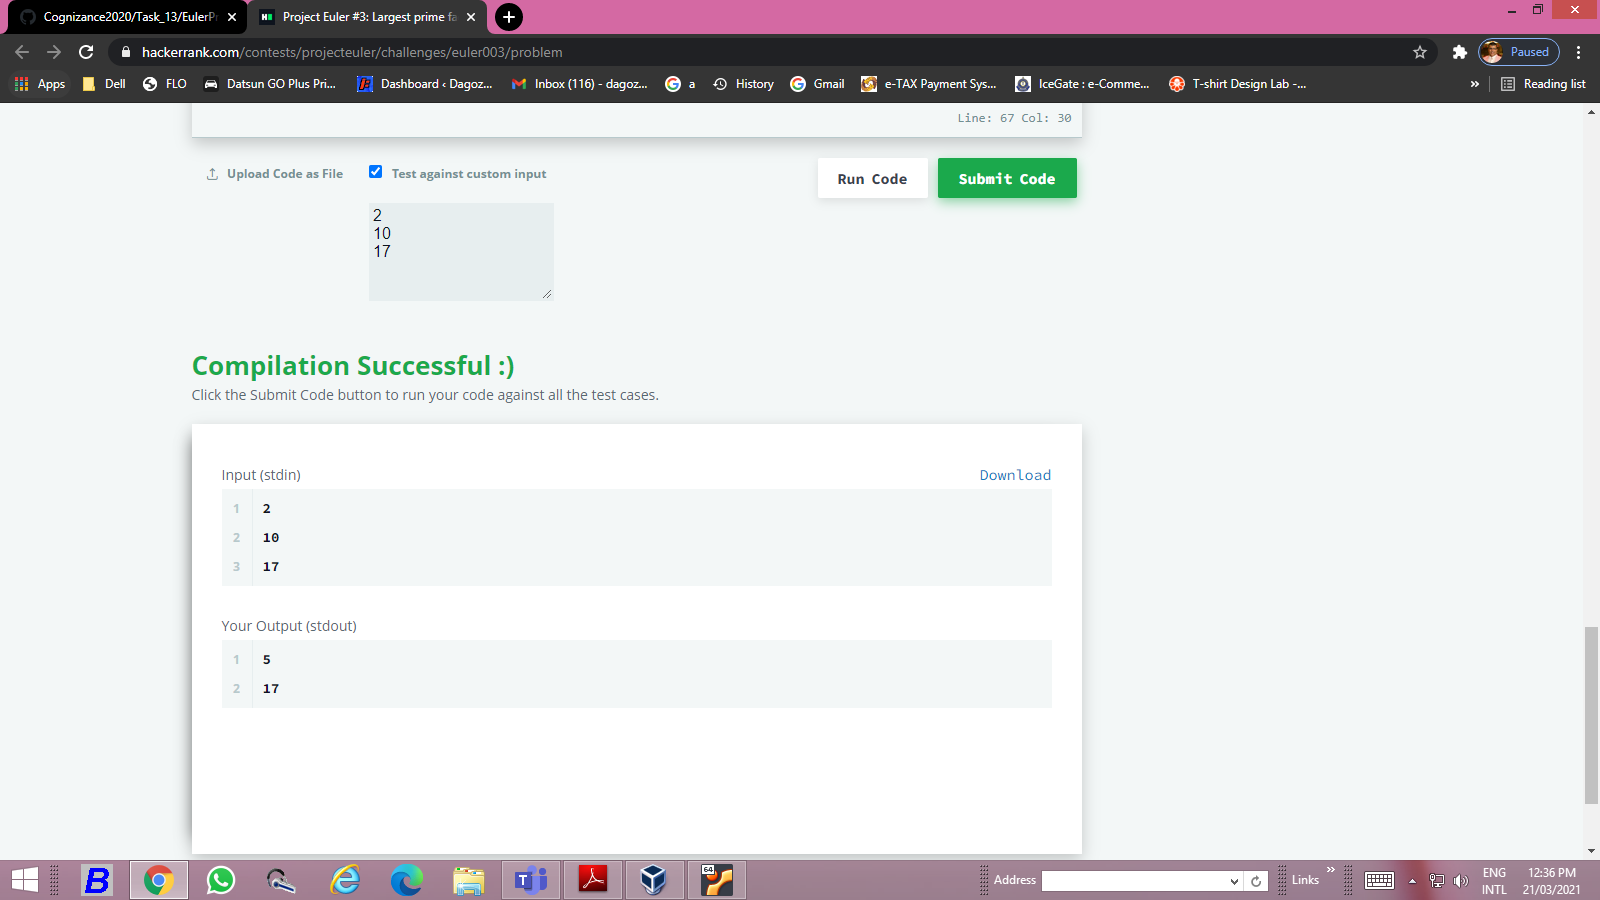 Cognizance2020/Task_13/EulerPr
Project Euler #3: Largest prime fa
hackerrank.com/contests/projecteuler/challenges/euler003/problem
Paused
Apps
Dell
FLO
Datsun GO Plus Pri...
Dashboard ‹ Dagoz...
Inbox (116) - dagoz...
a
History
Gmail
e-TAX Payment Sys...
IceGate : e-Comme...
T-shirt Design Lab -...
»
Reading list
Line: 67 Col: 30
Upload Code as File
Test against custom input
Run Code
Submit Code
2
10
17
Compilation Successful :)
Click the Submit Code button to run your code against all the test cases.
Input (stdin)
Download
1 2
2 10
3 17
Your Output (stdout)
1 5
2 17
Address
Links
»
ENG
INTL
12:36 PM
21/03/2021